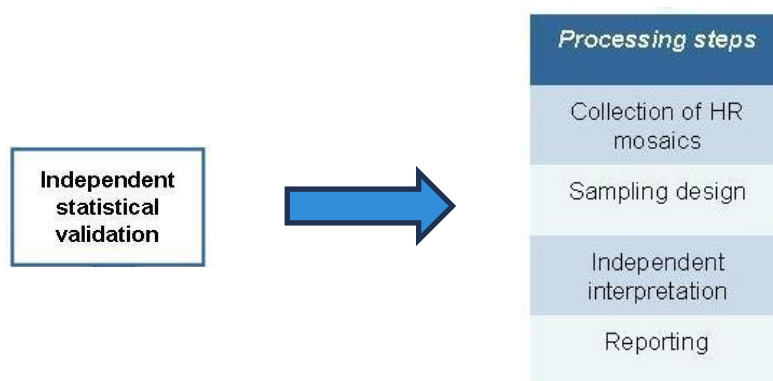 Independent
statistical
validation
Processing steps
Collection of HR
mosaics
Sampling design
Independent
interpretation
Reporting